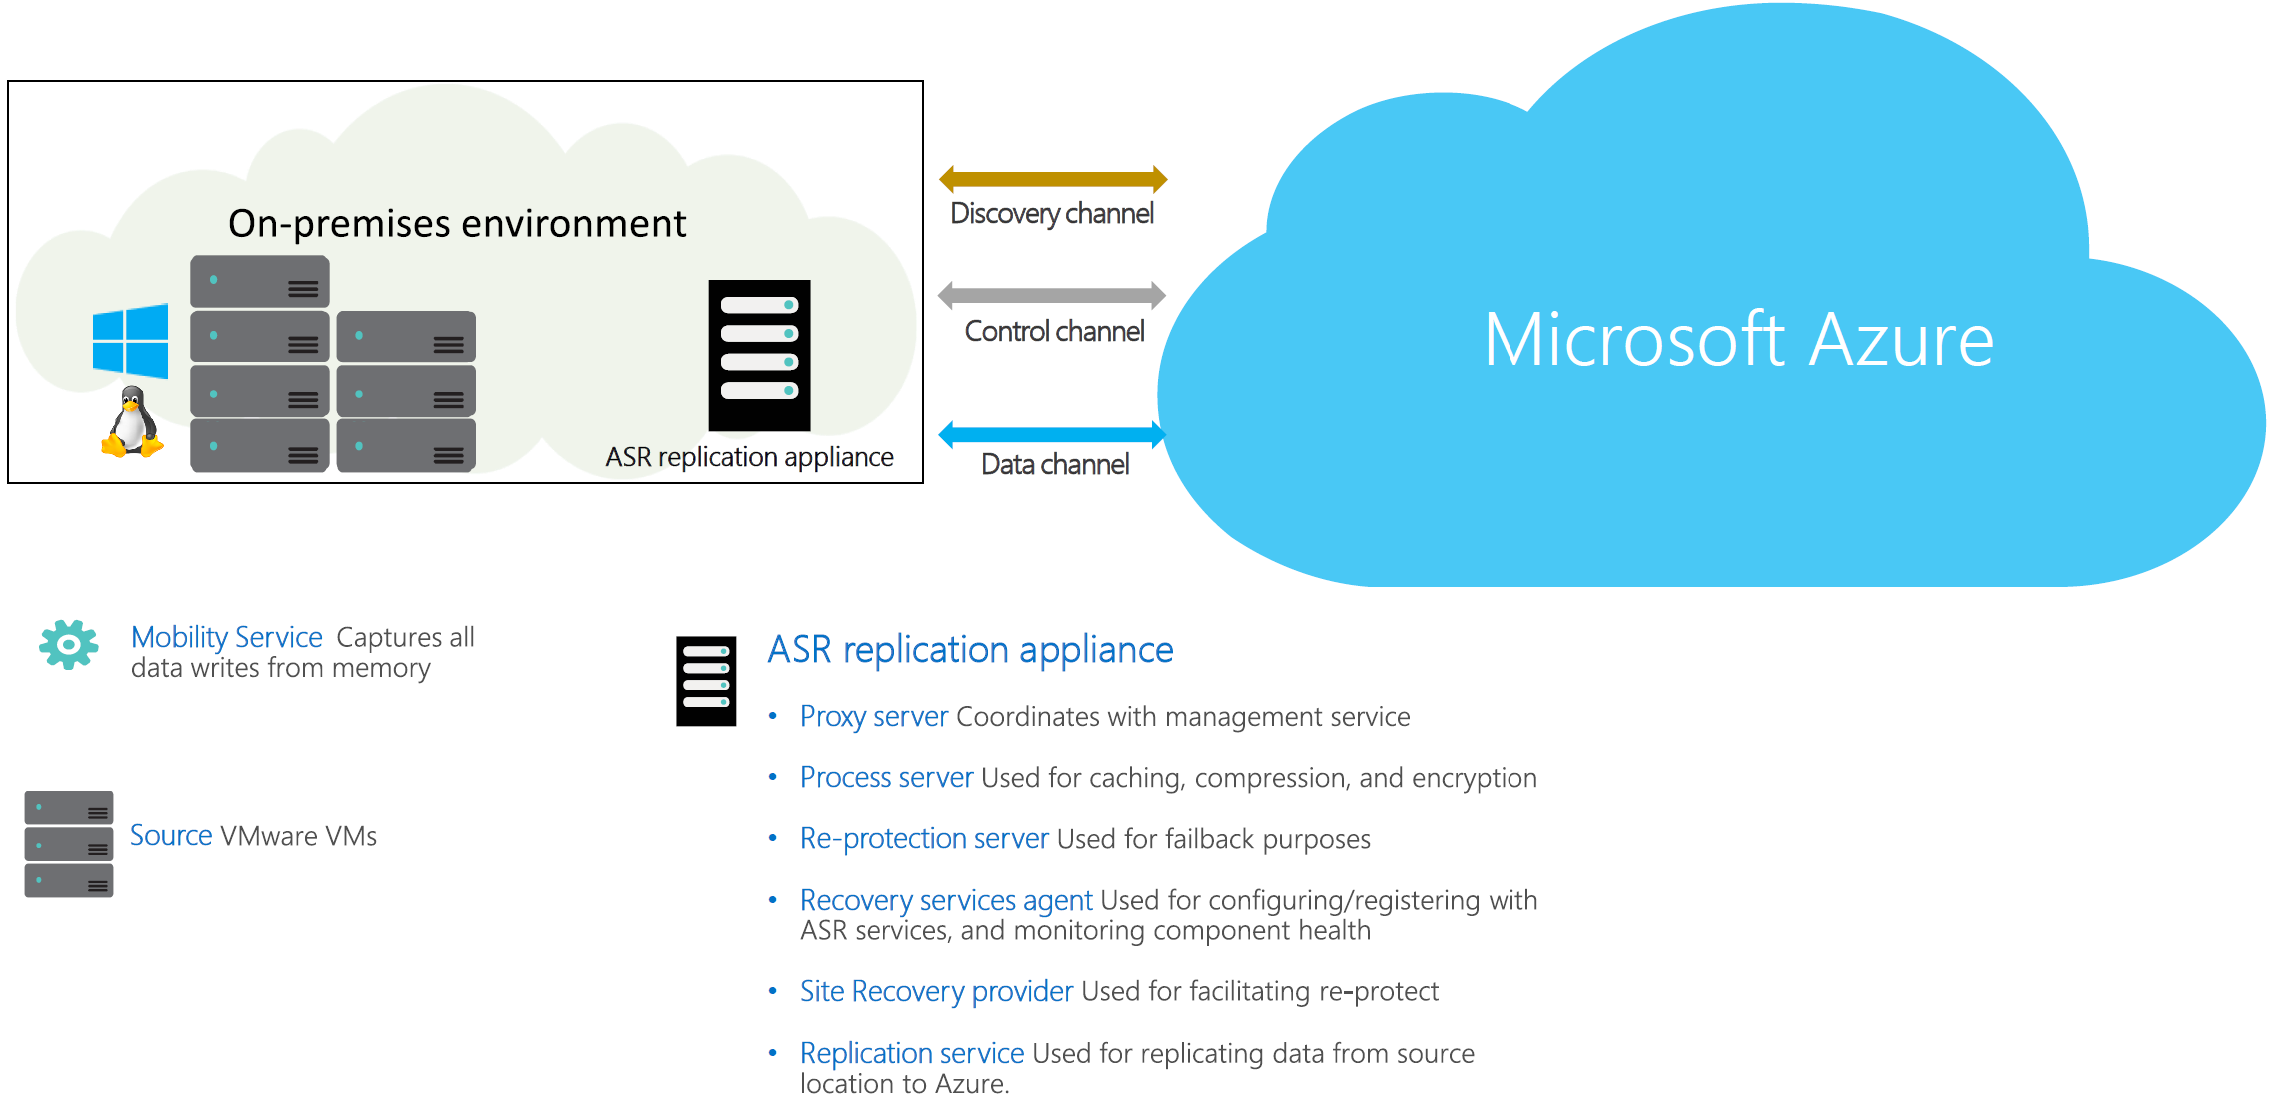 On-premises environment
ASR replication appliance
Discovery channel
Control channel
Data channel
Microsoft Azure
Mobility Service Captures all
data writes from memory
Source VMware VMs
ASR replication appliance
• Proxy server Coordinates with management service
• Process server Used for caching, compression, and encryption
• Re-protection server Used for failback purposes
• Recovery services agent Used for configuring/registering with
ASR services, and monitoring component health
• Site Recovery provider Used for facilitating re-protect
• Replication service Used for replicating data from source
location to Azure.